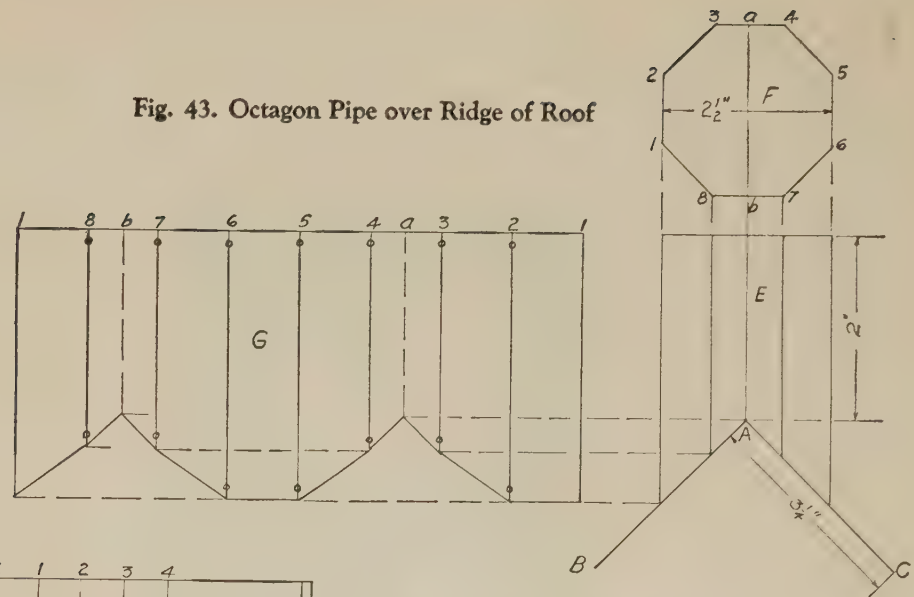 3 a 4
2 5
F
Fig. 43. Octagon Pipe over Ridge of Roof
2 1/2"
1 6
8 b 7
1 8 b 7 6 5 4 a 3 2 1
E
G
2"
A
B C
1 2 3 4